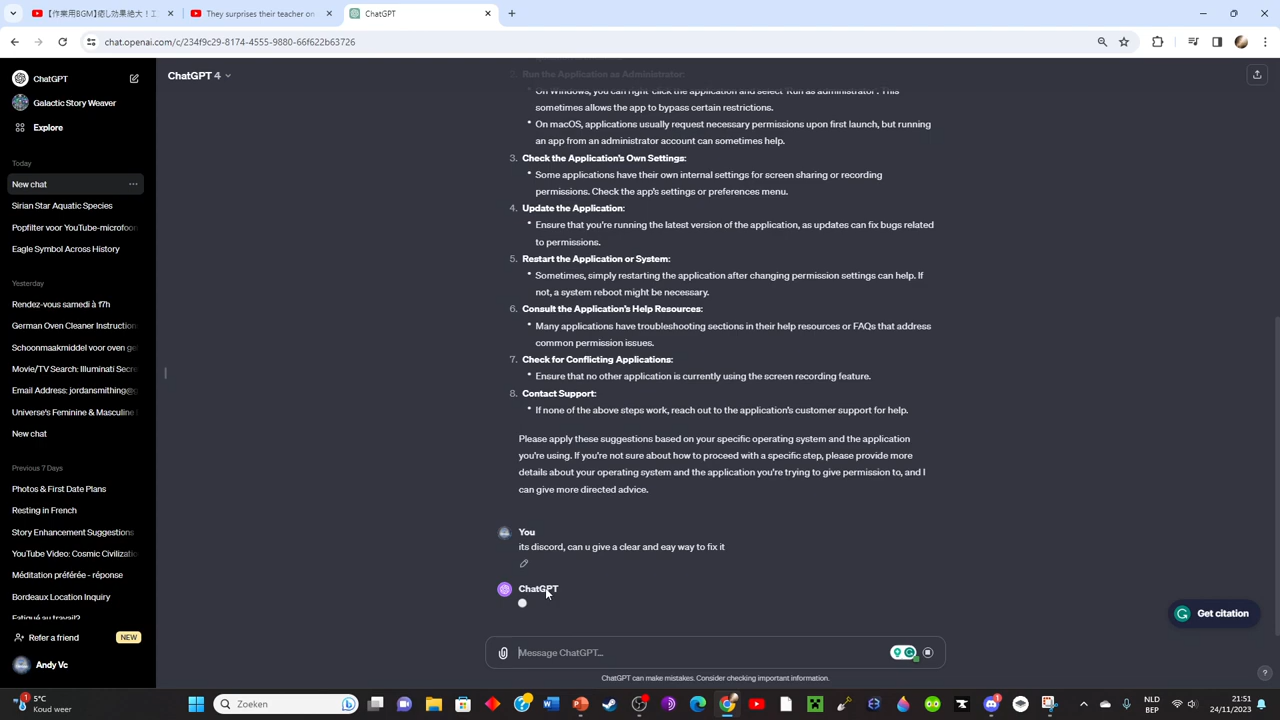 【作業用BGM】癒し効果絶大！エ
They surprises their teacher on
ChatGPT
chat.openai.com/c/234f9c29-8174-4555-9880-66f622b63726
ChatGPT
Galactic Story Weaver
Explore
Today
New chat
Sirian Star Aquatic Species
Popfilter voor YouTube-microfoon
Eagle Symbol Across History
Yesterday
Rendez-vous samedi à 17h
German Oven Cleaner Instruction
Schoonmaakmiddel voor oven ge
Movie/TV Search: Illuminati Secre
Email Address: jordansmithing@g
Universe's Feminine & Masculine
New chat
Previous 7 Days
Photos & First Date Plans
Resting in French
Story Enhancement Suggestions
YouTube Video: Cosmic Civilizatio
Méditation préférée - réponse
Bordeaux Location Inquiry
Fatigué au travail?
Refer a friend
NEW
Andy Vc
ChatGPT 4
2. Run the Application as Administrator:
On Windows, you can right-click the application and select 'Run as administrator'. This
sometimes allows the app to bypass certain restrictions.
• On macOS, applications usually request necessary permissions upon first launch, but running
an app from an administrator account can sometimes help.
3. Check the Application's Own Settings:
• Some applications have their own internal settings for screen sharing or recording
permissions. Check the app's settings or preferences menu.
4. Update the Application:
• Ensure that you're running the latest version of the application, as updates can fix bugs related
to permissions.
5. Restart the Application or System:
• Sometimes, simply restarting the application after changing permission settings can help. If
not, a system reboot might be necessary.
6. Consult the Application's Help Resources:
• Many applications have troubleshooting sections in their help resources or FAQs that address
common permission issues.
7. Check for Conflicting Applications:
• Ensure that no other application is currently using the screen recording feature.
8. Contact Support:
• If none of the above steps work, reach out to the application's customer support for help.
Please apply these suggestions based on your specific operating system and the application
you're using. If you're not sure about how to proceed with a specific step, please provide more
details about your operating system and the application you're trying to give permission to, and I
can give more directed advice.
You
its discord, can u give a clear and eay way to fix it
ChatGPT
Get citation
Message ChatGPT...
ChatGPT can make mistakes. Consider checking important information.
?
1
5°C
Koud weer
Zoeken
1
NLD
BEP
21:51
24/11/2023